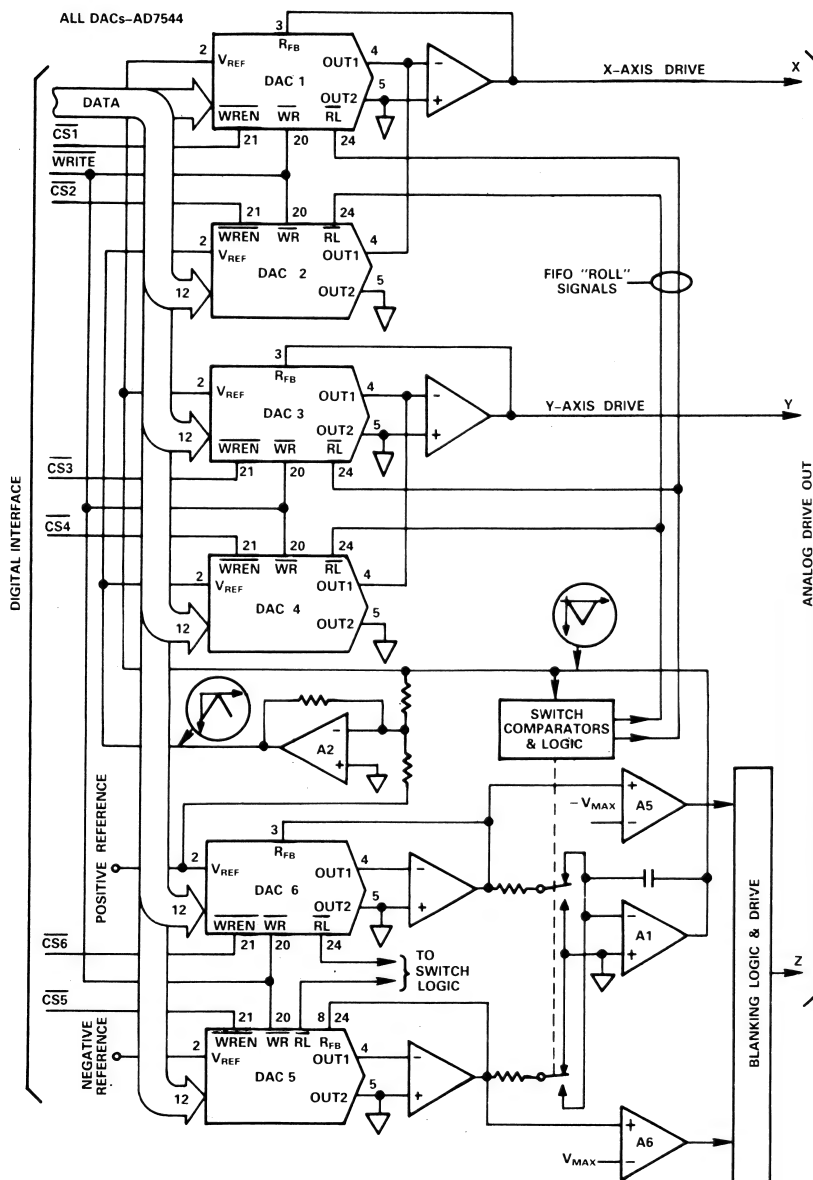 ALL DACs-AD7544
3
2
VREF
RFB
OUT1
4
DAC 1
OUT2
5
WREN
WR
RL
21
20
24
-
+
X-AXIS DRIVE
X
DATA
CS1
WRITE
CS2
21
20
24
2
WREN
WR
RL
VREF
OUT1
4
DAC 2
12
OUT2
5
FIFO "ROLL"
SIGNALS
3
2
VREF
RFB
OUT1
4
DAC 3
12
OUT2
5
WREN
WR
RL
21
20
24
-
+
Y-AXIS DRIVE
Y
CS3
CS4
21
20
24
2
WREN
WR
RL
VREF
OUT1
4
DAC 4
12
OUT2
5
DIGITAL INTERFACE
ANALOG DRIVE OUT
SWITCH
COMPARATORS
& LOGIC
A2
-
+
POSITIVE REFERENCE
3
2
VREF
RFB
OUT1
4
DAC 6
12
OUT2
5
WREN
WR
RL
21
20
24
-
+
-VMAX
+
-
A5
-
+
A1
TO
SWITCH
LOGIC
CS6
CS5
21
20
8
24
2
WREN
WR
RL
RFB
VREF
OUT1
4
DAC 5
12
OUT2
5
-
+
NEGATIVE
REFERENCE
VMAX
+
-
A6
BLANKING LOGIC & DRIVE
Z